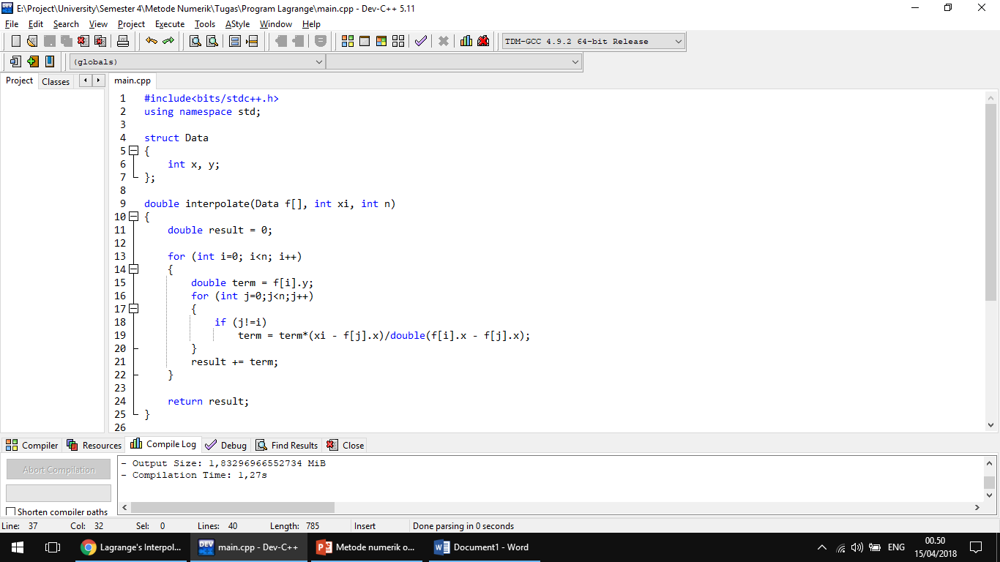 E:\Project\University\Semester 4\Metode Numerik\Tugas\Program Lagrange\main.cpp - Dev-C++ 5.11
File Edit Search View Project Execute Tools AStyle Window Help
TDM-GCC 4.9.2 64-bit Release
(globals)
Project Classes main.cpp
1 #include<bits/stdc++.h>
2 using namespace std;
3
4 struct Data
5 {
6 int x, y;
7 };
8
9 double interpolate(Data f[], int xi, int n)
10 {
11 double result = 0;
12
13 for (int i=0; i<n; i++)
14 {
15 double term = f[i].y;
16 for (int j=0;j<n;j++)
17 {
18 if (j!=i)
19 term = term*(xi - f[j].x)/double(f[i].x - f[j].x);
20 }
21 result += term;
22 }
23
24 return result;
25 }
26
Compiler Resources Compile Log Debug Find Results Close
Abort Compilation
- Output Size: 1,83296966552734 MiB
- Compilation Time: 1,27s
Shorten compiler paths
Line: 37 Col: 32 Sel: 0 Lines: 40 Length: 785 Insert Done parsing in 0 seconds
Lagrange's Interpol... main.cpp - Dev-C++ Metode numerik o... Document1 - Word ENG 00.50
15/04/2018